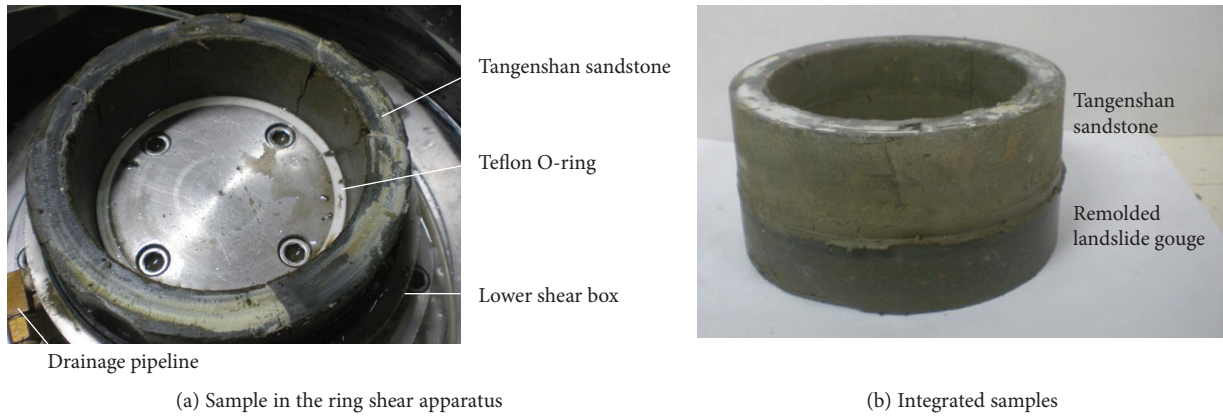 Tangenshan sandstone
Teflon O-ring
Lower shear box
Drainage pipeline
(a) Sample in the ring shear apparatus
Tangenshan
sandstone
Remolded
landslide gouge
(b) Integrated samples